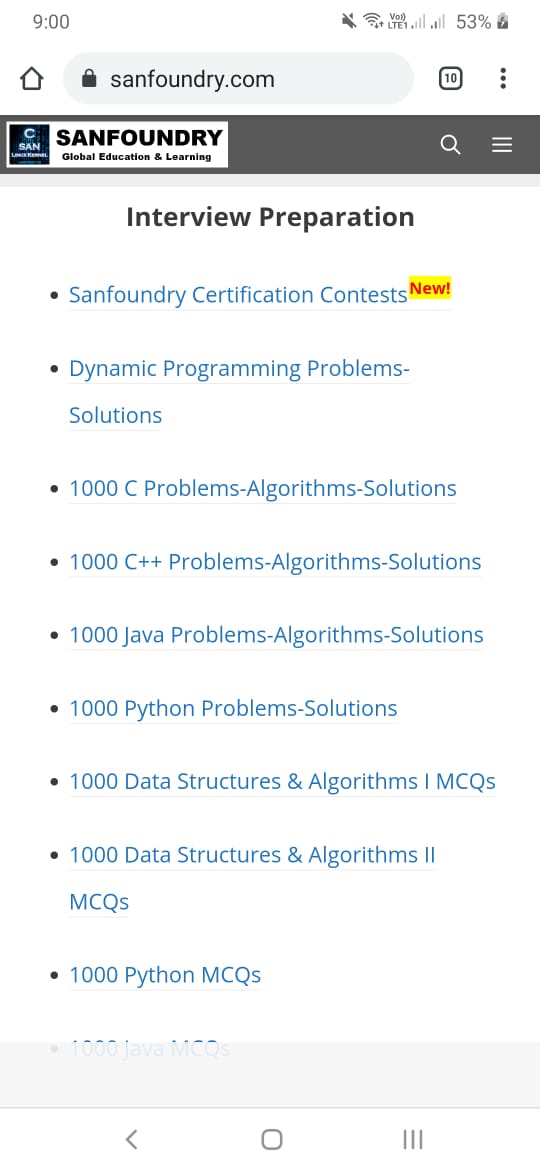 9:00
Vo))
LTE1
53%
sanfoundry.com
10
C
SAN
LINUX KERNEL
SANFOUNDRY
Global Education & Learning
Interview Preparation
Sanfoundry Certification Contests New!
Dynamic Programming Problems-
Solutions
1000 C Problems-Algorithms-Solutions
1000 C++ Problems-Algorithms-Solutions
1000 Java Problems-Algorithms-Solutions
1000 Python Problems-Solutions
1000 Data Structures & Algorithms I MCQs
1000 Data Structures & Algorithms II
MCQs
1000 Python MCQs
1000 Java MCQs